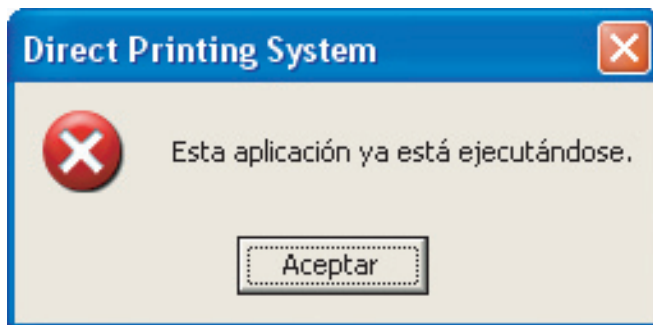 Direct Printing System
Esta aplicación ya está ejecutándose.
Aceptar